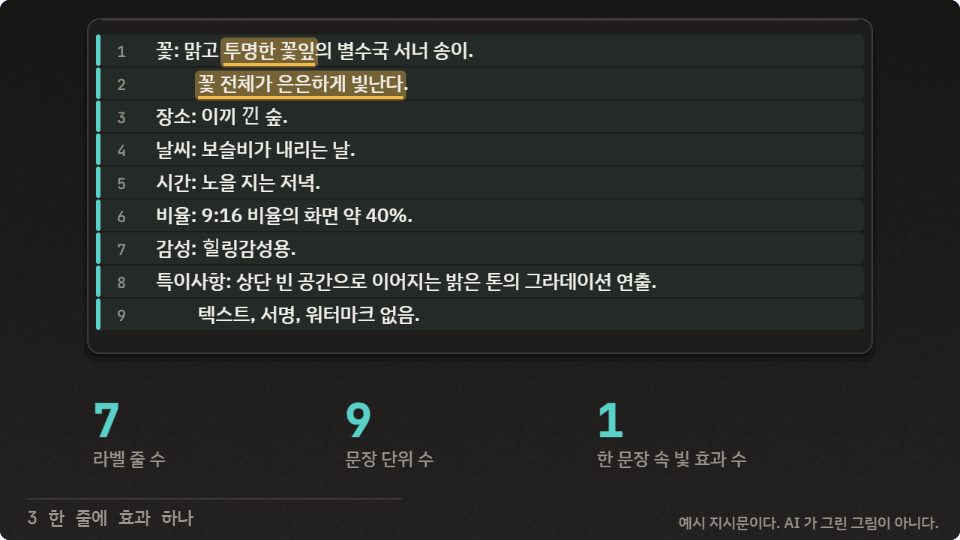 1 꽃: 맑고 투명한 꽃잎의 별수국 서너 송이.
2 꽃 전체가 은은하게 빛난다.
3 장소: 이끼 낀 숲.
4 날씨: 보슬비가 내리는 날.
5 시간: 노을 지는 저녁.
6 비율: 9:16 비율의 화면 약 40%.
7 감성: 힐링감성용.
8 특이사항: 상단 빈 공간으로 이어지는 밝은 톤의 그라데이션 연출.
9 텍스트, 서명, 워터마크 없음.
7 9 1
라벨 줄 수 문장 단위 수 한 문장 속 빛 효과 수
3 한 줄에 효과 하나
예시 지시문이다. AI 가 그린 그림이 아니다.